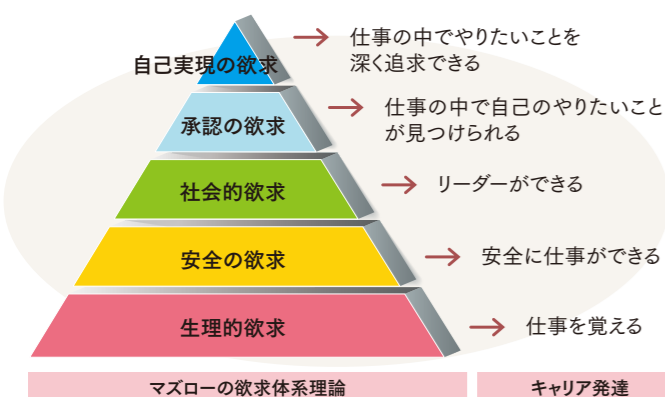 自己実現の欲求
仕事の中でやりたいことを
深く追求できる
承認の欲求
仕事の中で自己のやりたいこと
が見つけられる
社会的欲求
リーダーができる
安全の欲求
安全に仕事ができる
生理的欲求
仕事を覚える
マズローの欲求体系理論
キャリア発達